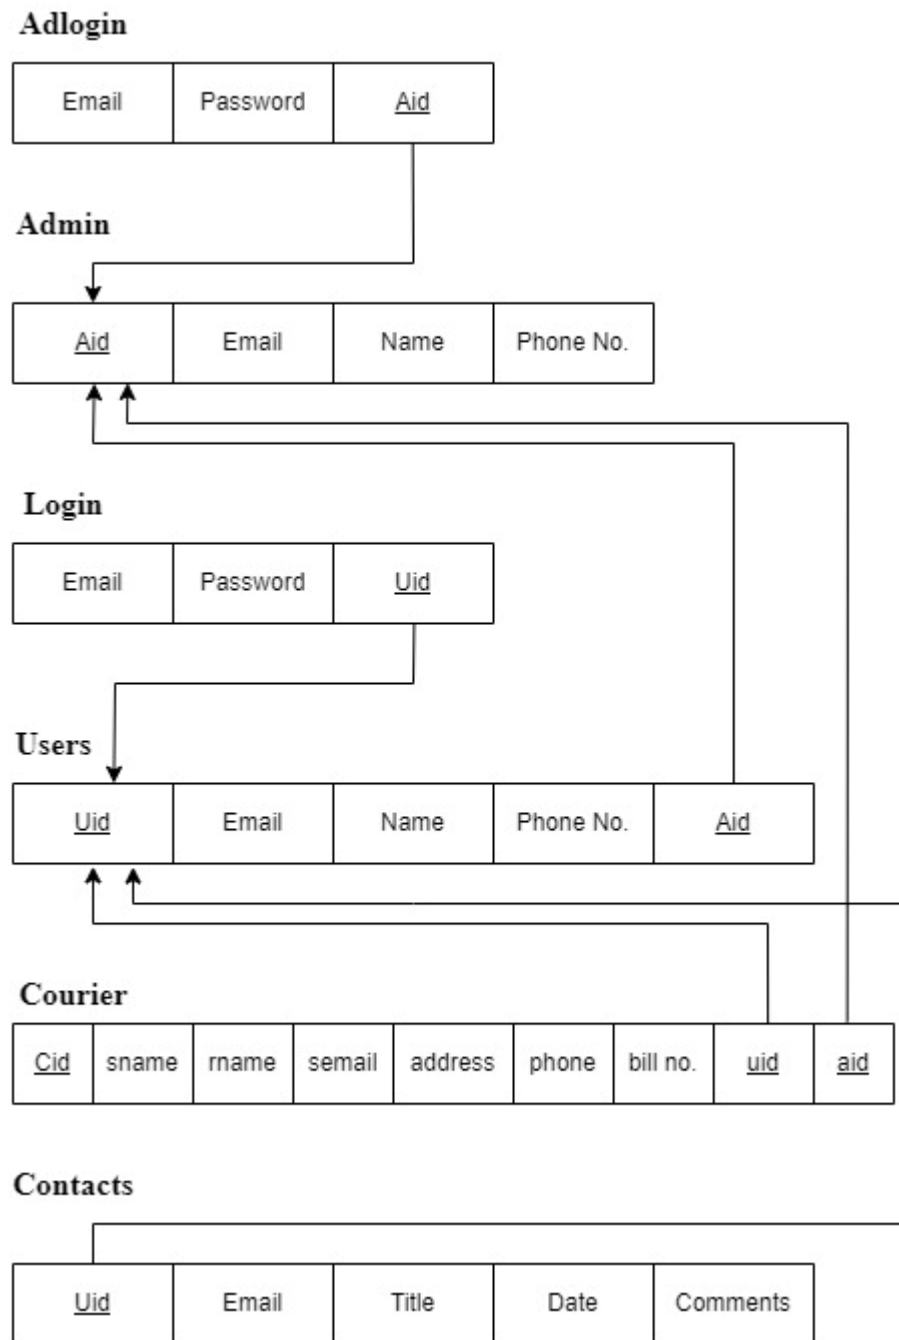 Adlogin
Email Password Aid
Admin
Aid Email Name Phone No.
Login
Email Password Uid
Users
Uid Email Name Phone No. Aid
Courier
Cid sname rname semail address phone bill no. uid aid
Contacts
Uid Email Title Date Comments